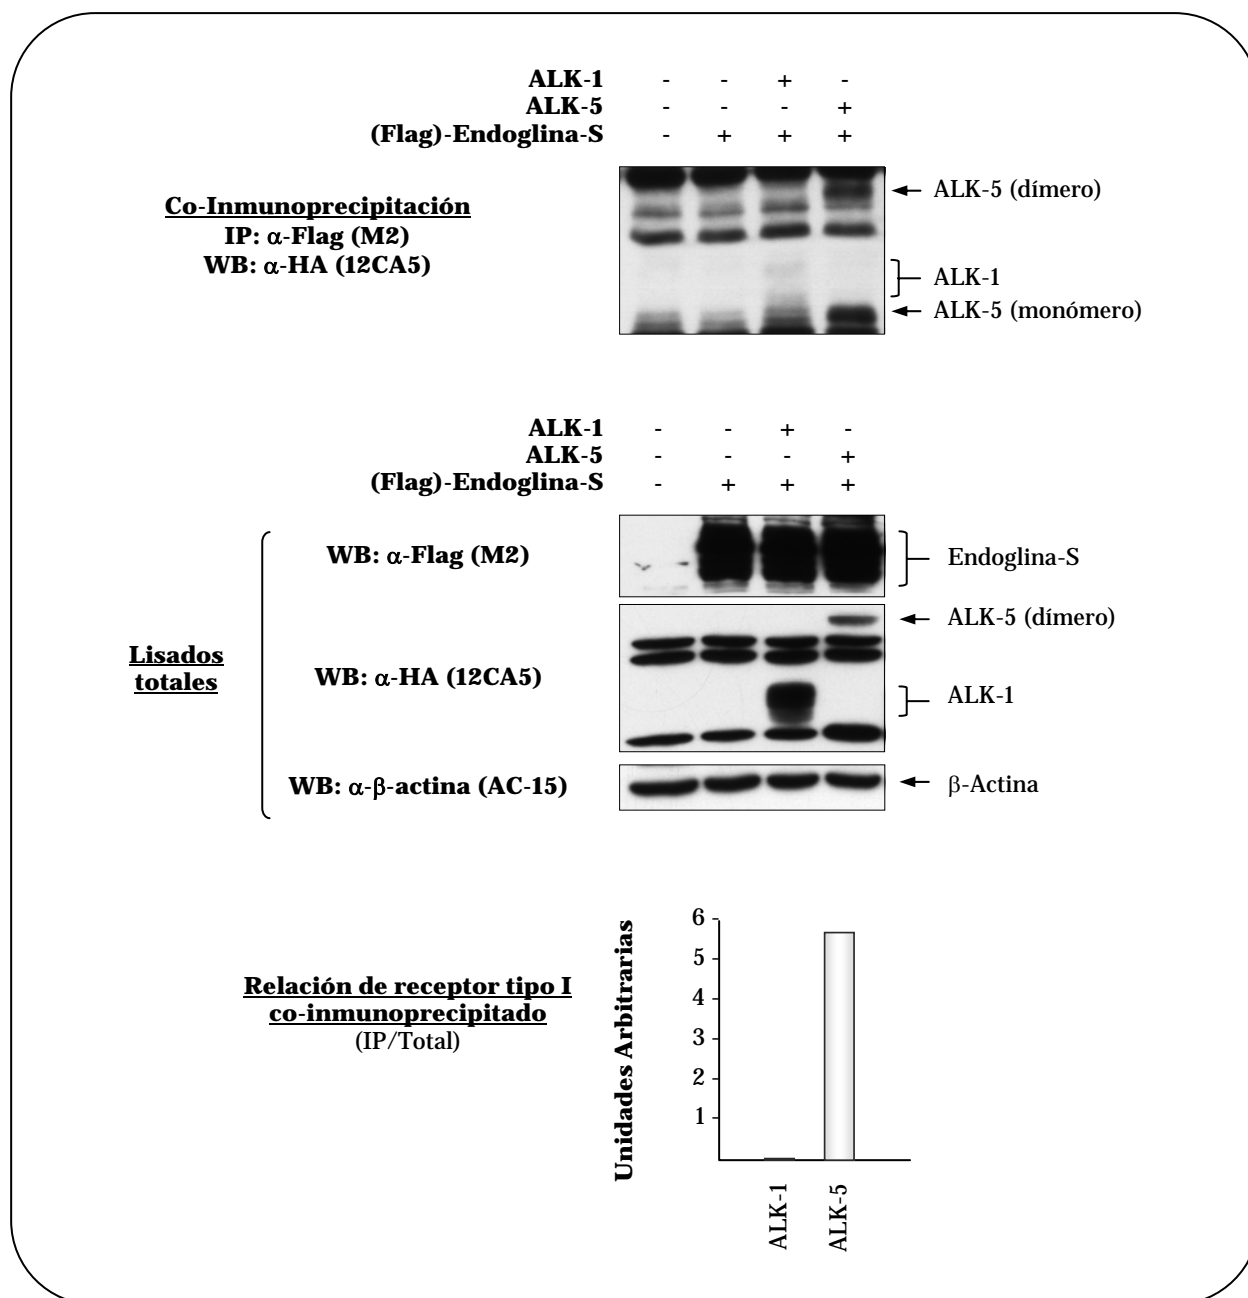 ALK-1 - - + -
ALK-5 - - - +
(Flag)-Endoglina-S - + + +
Co-Inmunoprecipitación
IP: α-Flag (M2)
WB: α-HA (12CA5)
ALK-5 (dímero)
ALK-1
ALK-5 (monómero)
ALK-1 - - + -
ALK-5 - - - +
(Flag)-Endoglina-S - + + +
Lisados
totales
WB: α-Flag (M2)
Endoglina-S
ALK-5 (dímero)
WB: α-HA (12CA5)
ALK-1
WB: α-β-actina (AC-15)
β-Actina
Relación de receptor tipo I
co-inmunoprecipitado
(IP/Total)
Unidades Arbitrarias
6
5
4
3
2
1
ALK-1
ALK-5